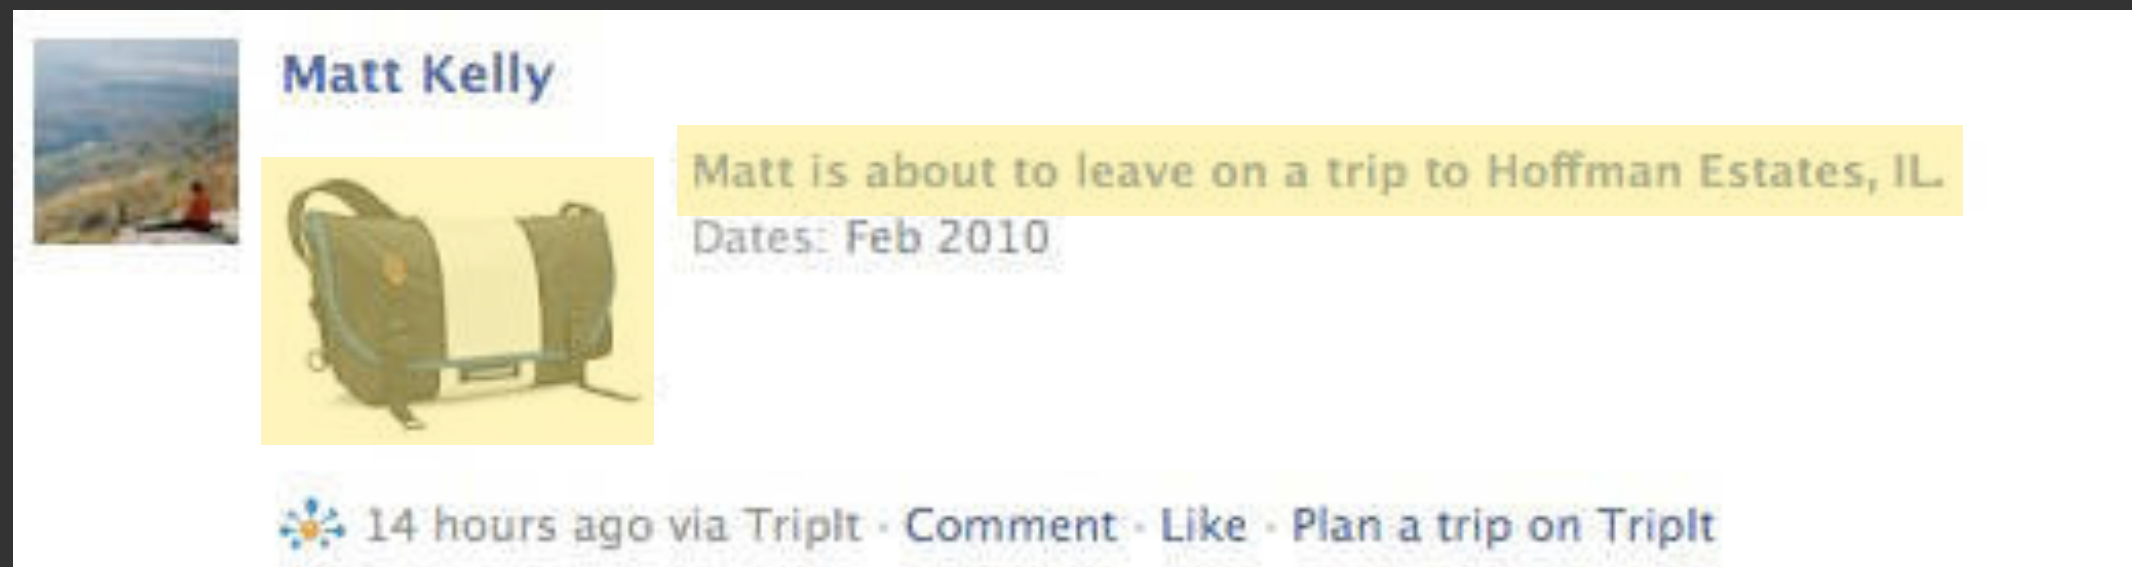 Matt Kelly
Matt is about to leave on a trip to Hoffman Estates, IL.
Dates: Feb 2010
14 hours ago via TripIt · Comment · Like · Plan a trip on TripIt